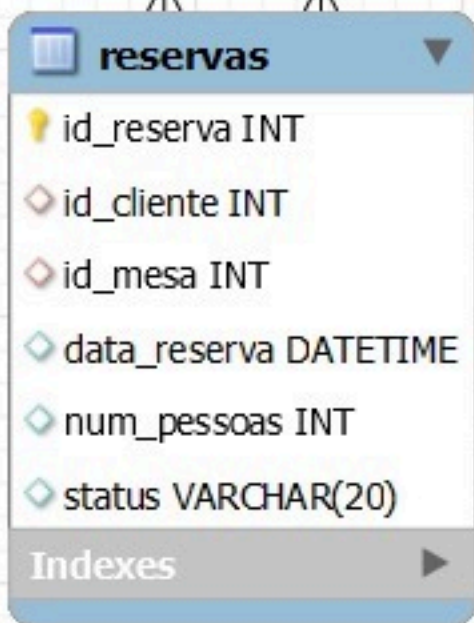 reservas
id_reserva INT
id_cliente INT
id_mesa INT
data_reserva DATETIME
num_pessoas INT
status VARCHAR(20)
Indexes